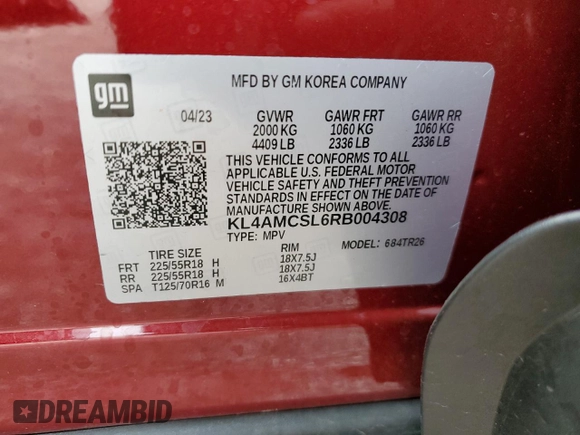 gm
MFD BY GM KOREA COMPANY
04/23 GVWR GAWR FRT GAWR RR
2000 KG 1060 KG 1060 KG
4409 LB 2336 LB 2336 LB
THIS VEHICLE CONFORMS TO ALL
APPLICABLE U.S. FEDERAL MOTOR
VEHICLE SAFETY AND THEFT PREVENTION
STANDARDS IN EFFECT ON THE DATE OF
MANUFACTURE SHOWN ABOVE.
KL4AMCSL6RB004308
TYPE: MPV MODEL: 684TR26
TIRE SIZE RIM
FRT 225/55R18 H 18X7.5J
RR 225/55R18 H 18X7.5J
SPA T125/70R16 M 16X4BT
DREAMBID